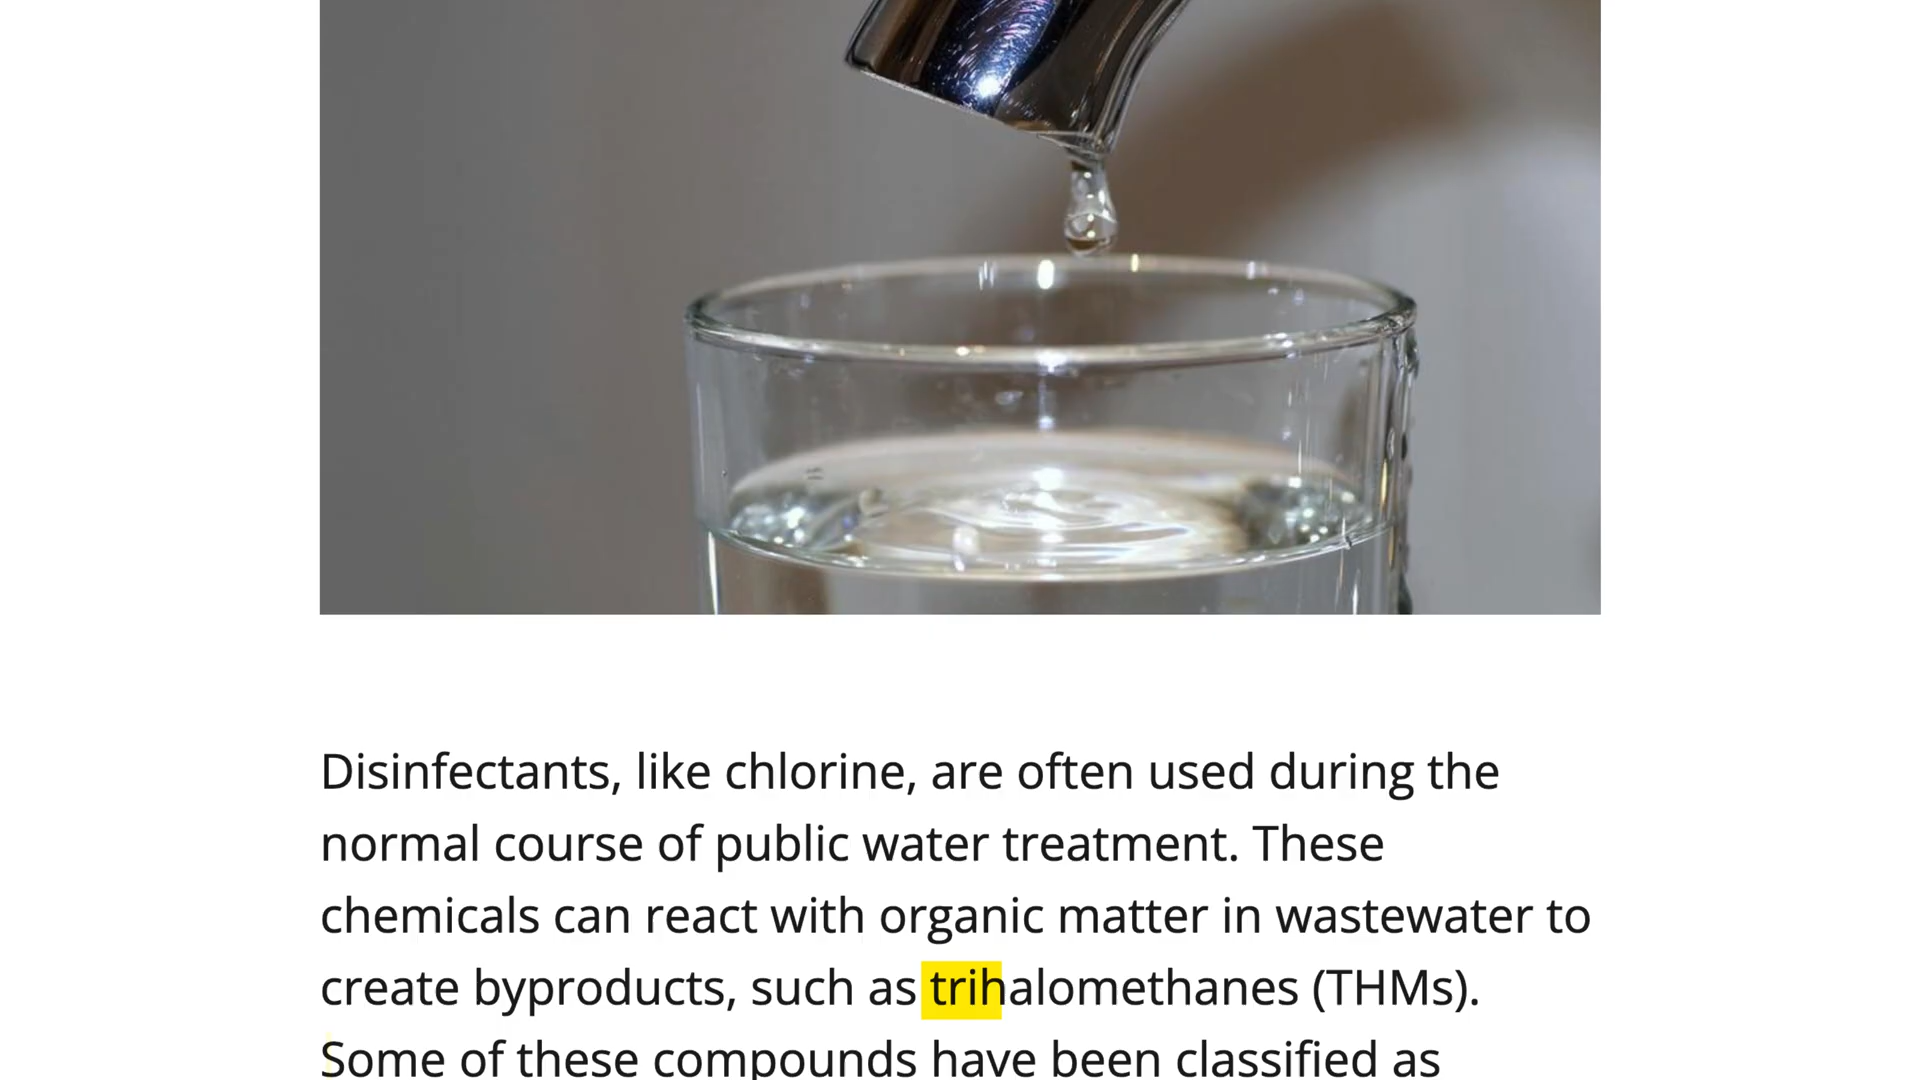 Disinfectants, like chlorine, are often used during the
normal course of public water treatment. These
chemicals can react with organic matter in wastewater to
create byproducts, such as trihalomethanes (THMs).
Some of these compounds have been classified as